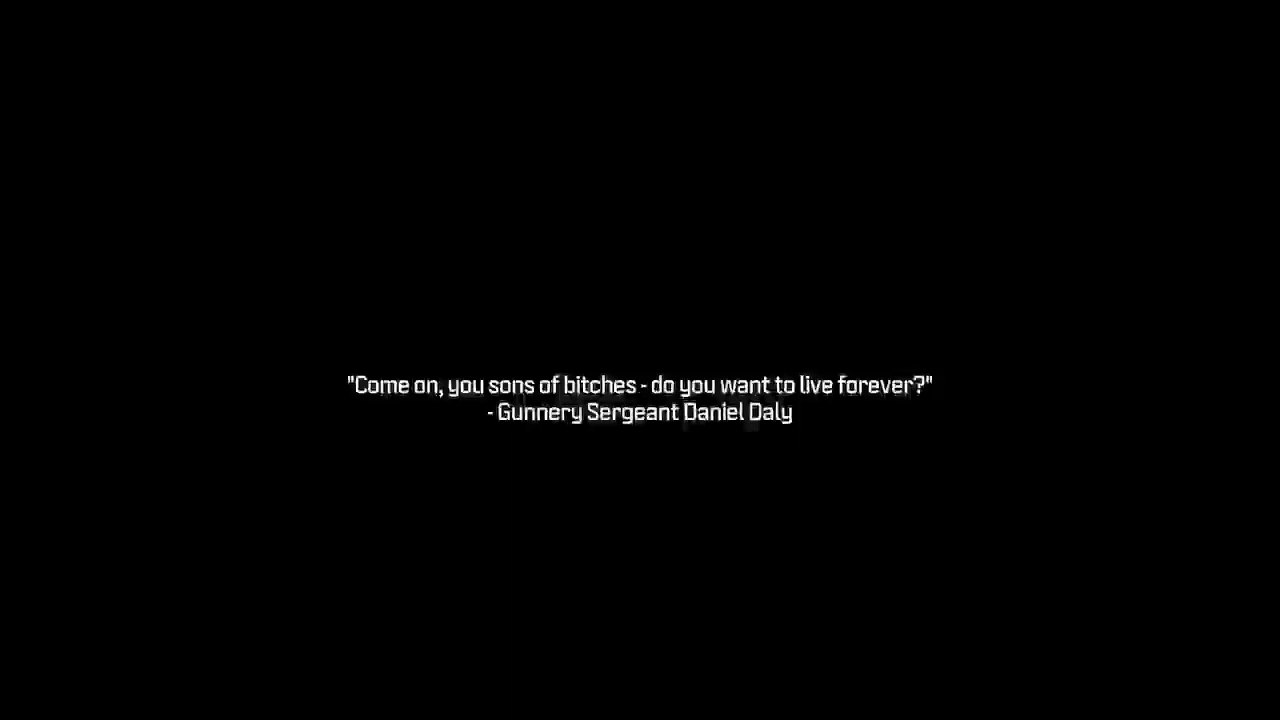 "Come on, you sons of bitches - do you want to live forever?"
- Gunnery Sergeant Daniel Daly